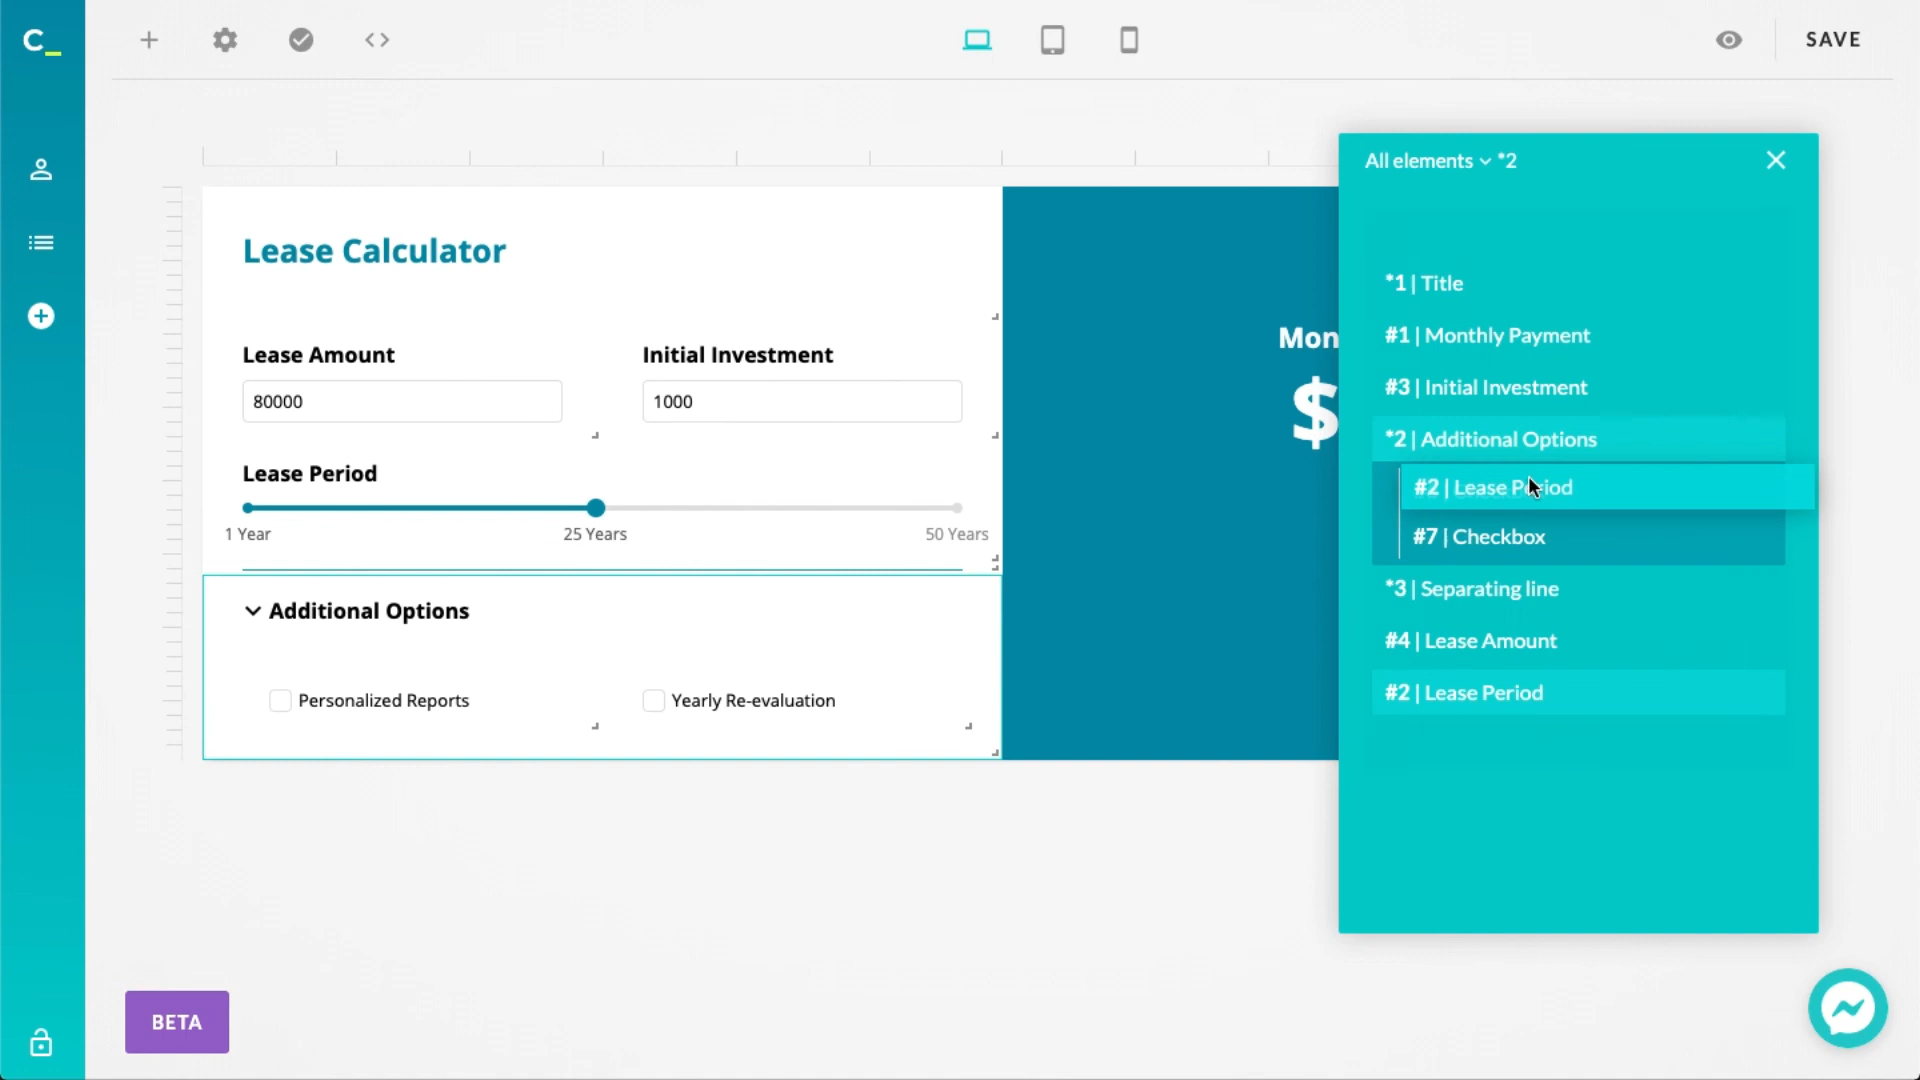 C_
SAVE
All elements *2
Lease Calculator
*1 | Title
#1 | Monthly Payment
Mon
Lease Amount
Initial Investment
#3 | Initial Investment
80000
1000
$
*2 | Additional Options
Lease Period
#2 | Lease Period
1 Year
25 Years
50 Years
#7 | Checkbox
*3 | Separating line
Additional Options
#4 | Lease Amount
Personalized Reports
Yearly Re-evaluation
#2 | Lease Period
BETA